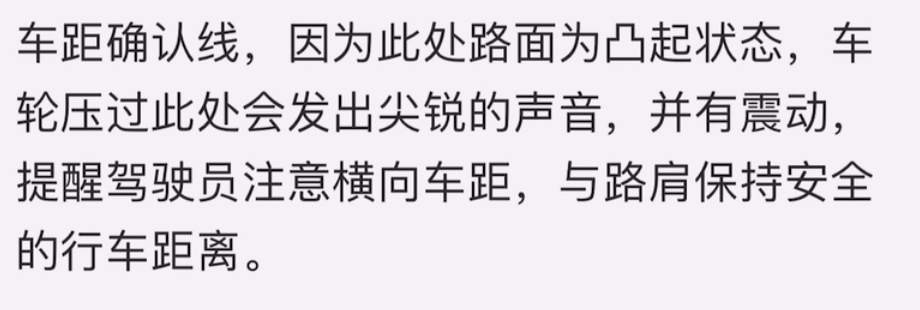 车距确认线，因为此处路面为凸起状态，车
轮压过此处会发出尖锐的声音，并有震动，
提醒驾驶员注意横向车距，与路肩保持安全
的行车距离。